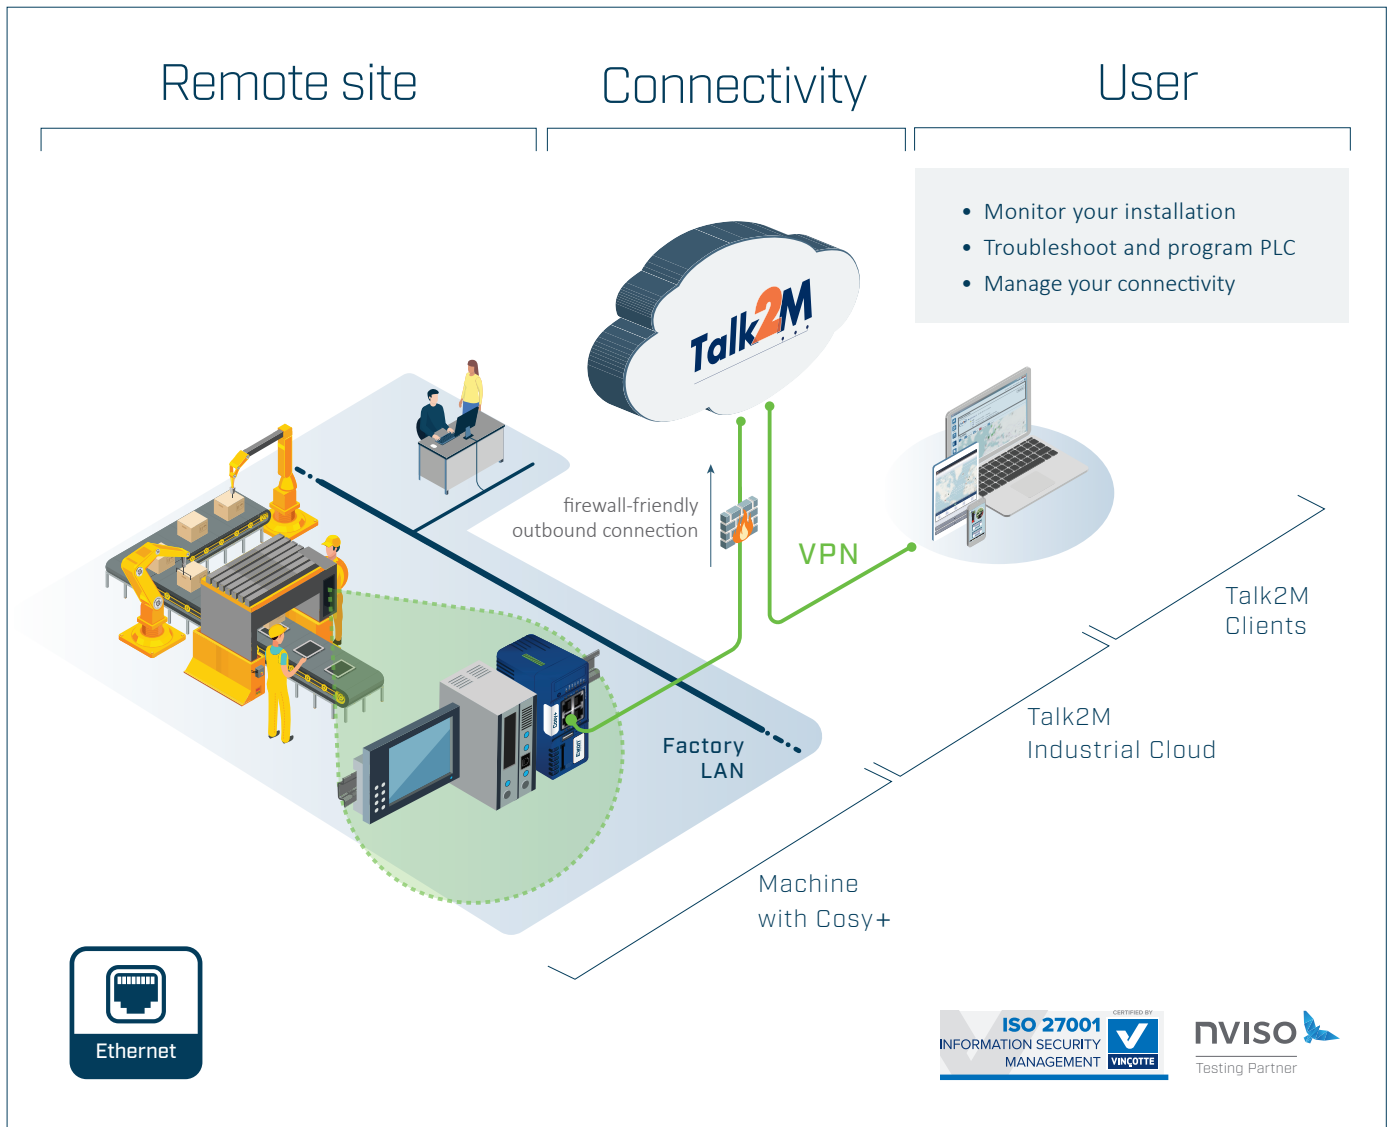 Remote site
Connectivity
User
• Monitor your installation
• Troubleshoot and program PLC
• Manage your connectivity
Talk2M
firewall-friendly
outbound connection
VPN
Talk2M
Clients
Talk2M
Industrial Cloud
Factory
LAN
Cosy+
Machine
with Cosy+
Ethernet
CERTIFIED BY
ISO 27001
INFORMATION SECURITY
MANAGEMENT
VINÇOTTE
nviso
Testing Partner